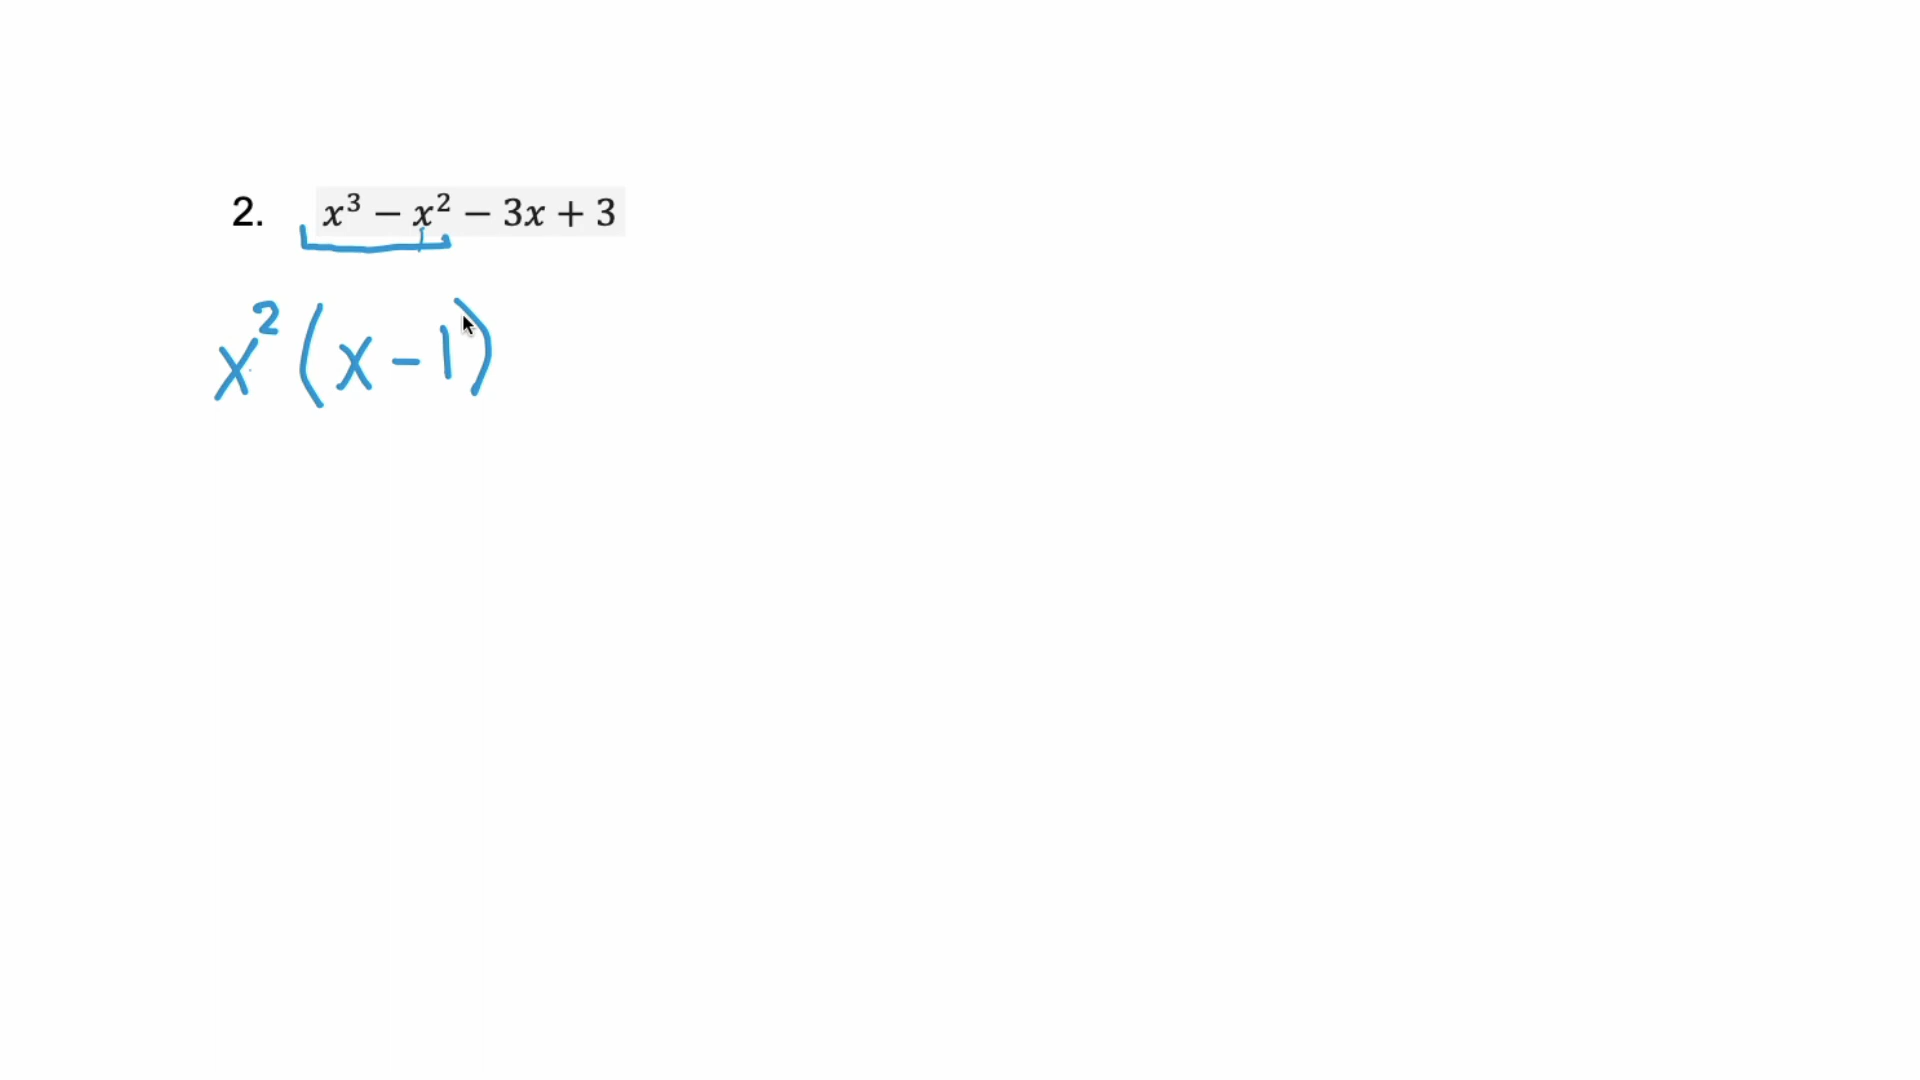 2. x³ − x² − 3x + 3
x² (x - 1)